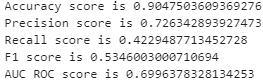 Accuracy score is 0.9047503609369276
Precision score is 0.726342893927473
Recall score is 0.4229487713452728
F1 score is 0.5346003000710694
AUC ROC score is 0.6996378328134253